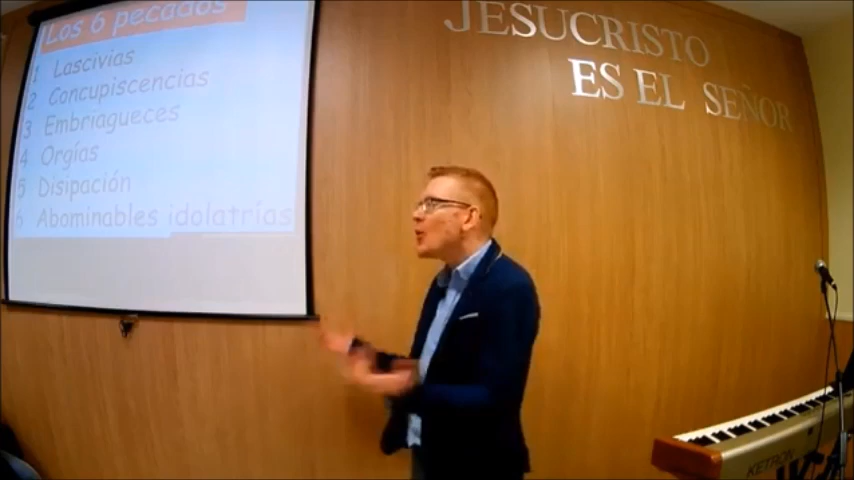 Los 6 pecados
1 Lascivias
2 Concupiscencias
3 Embriagueces
4 Orgías
5 Disipación
6 Abominables idolatrías
JESUCRISTO
ES EL SEÑOR
KETRON